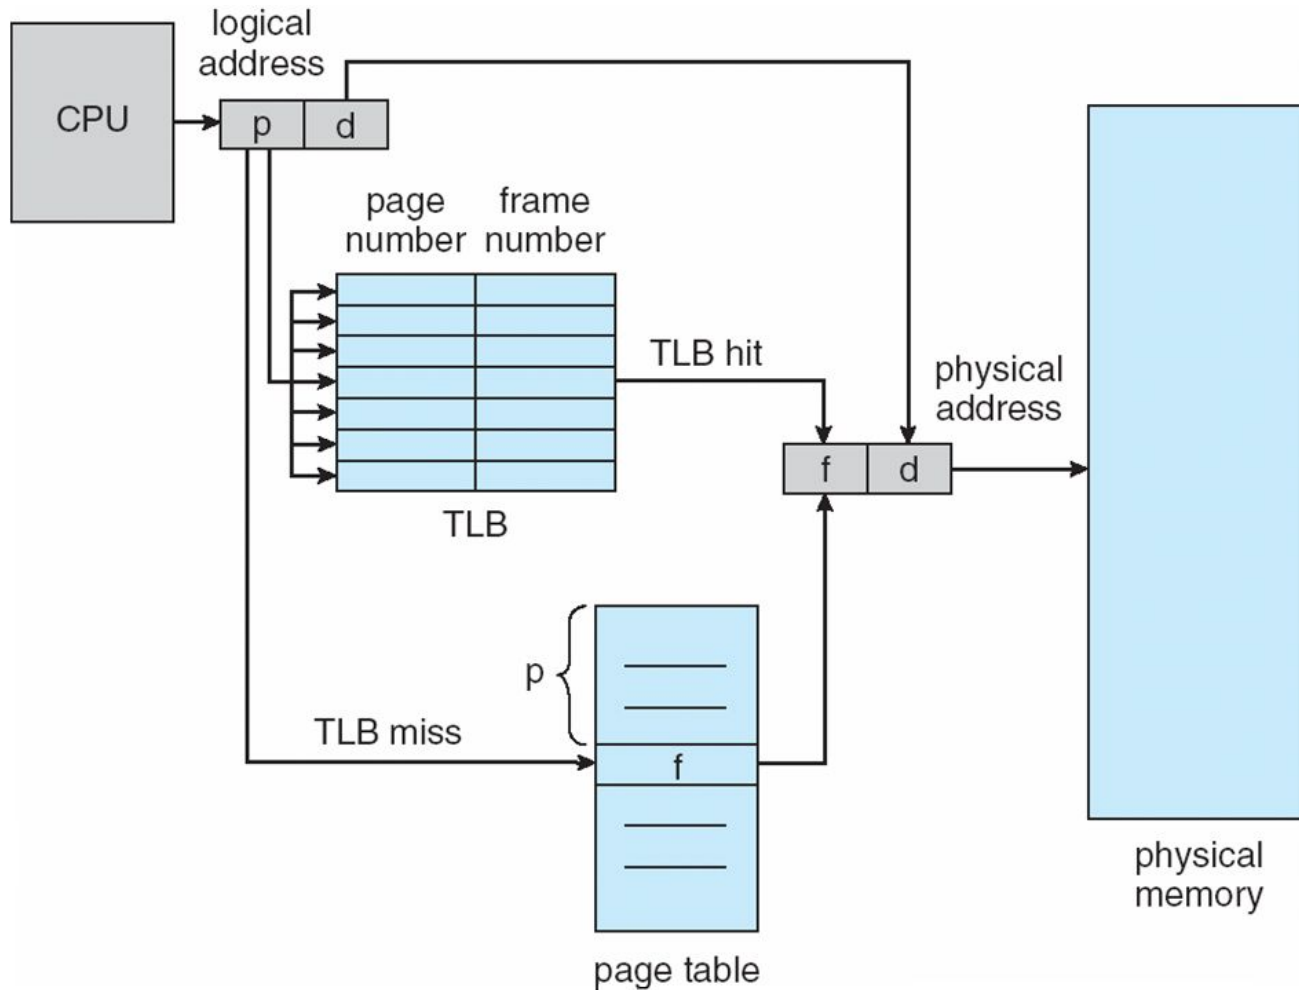 logical
address
CPU
p
d
page
number
frame
number
TLB hit
physical
address
f
d
TLB
p
TLB miss
f
physical
memory
page table